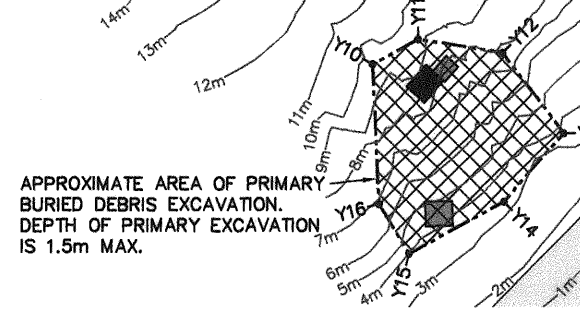 14m
13m
12m
11m
10m
9m
8m
Y10
Y11
Y12
APPROXIMATE AREA OF PRIMARY
BURIED DEBRIS EXCAVATION.
DEPTH OF PRIMARY EXCAVATION
IS 1.5m MAX.
Y16
Y14
Y15
7m
6m
5m
4m
3m
2m
1m